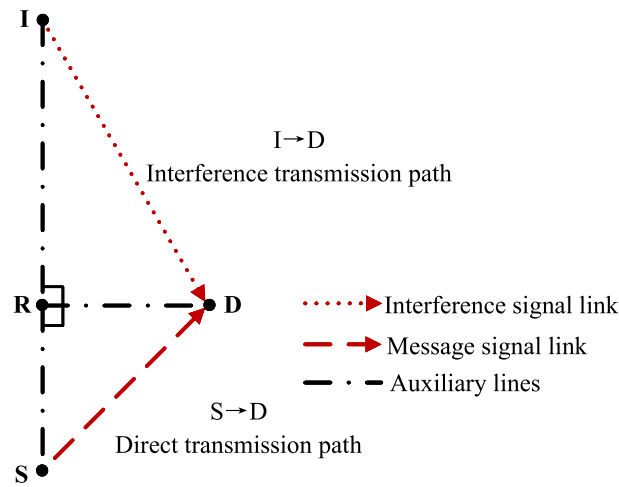 I
I→D
Interference transmission path
R
D
Interference signal link
Message signal link
Auxiliary lines
S→D
Direct transmission path
S